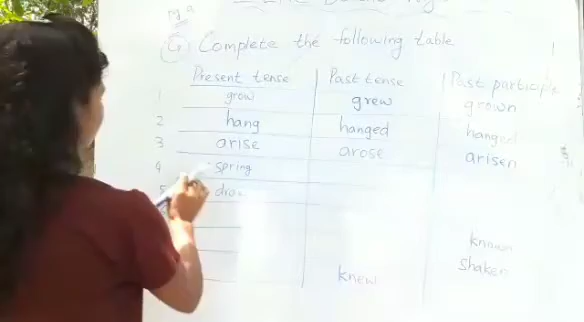 G) Complete the following table
Present tense Past tense Past participle
1 grow grew grown
2 hang hanged hanged
3 arise arose arisen
4 spring
5
known
knew shaken